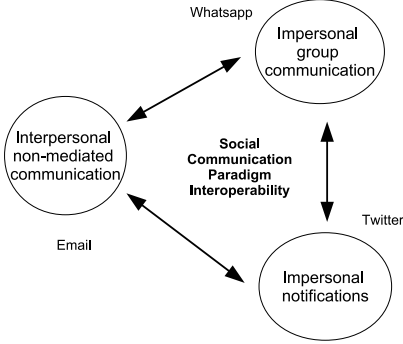 Whatsapp
Impersonal
group
communication
Interpersonal
non-mediated
communication
Social
Communication
Paradigm
Interoperability
Twitter
Email
Impersonal
notifications